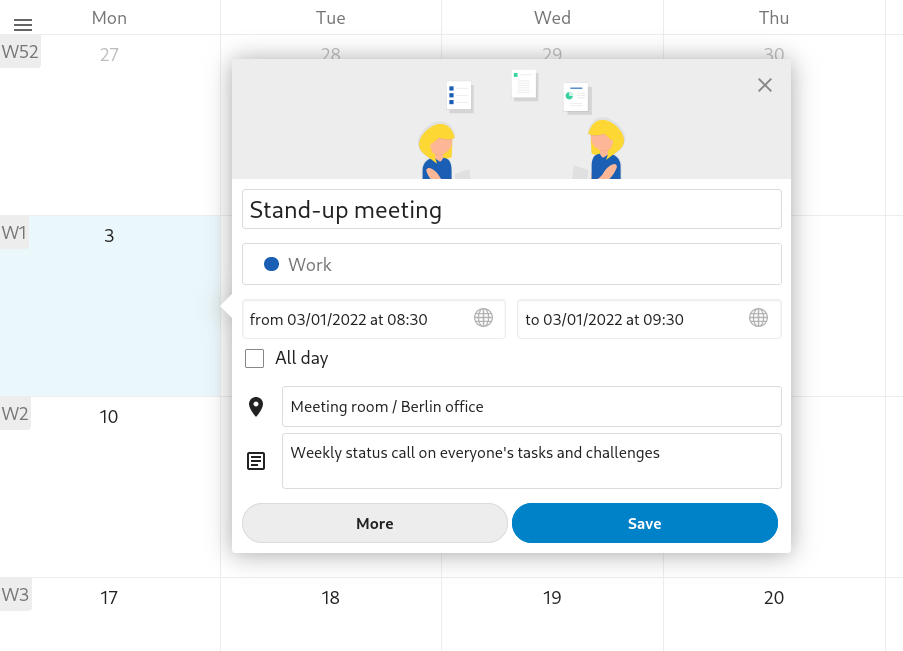 Mon Tue Wed Thu
W52 27 28 29 30
Stand-up meeting
W1 3
Work
from 03/01/2022 at 08:30 to 03/01/2022 at 09:30
All day
Meeting room / Berlin office
W2 10
Weekly status call on everyone's tasks and challenges
More Save
W3 17 18 19 20